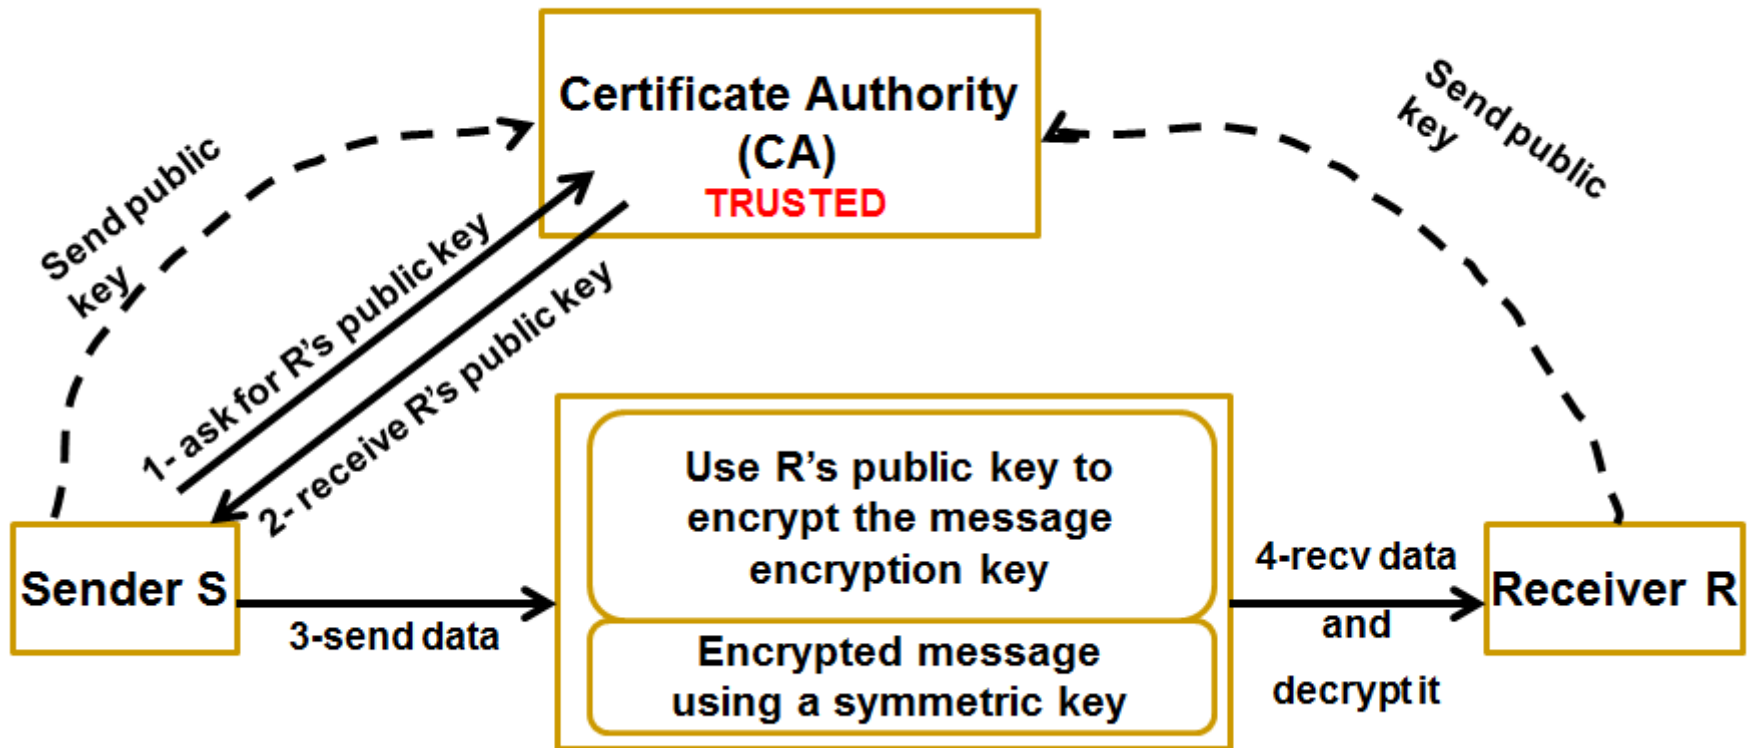 Certificate Authority
(CA)
TRUSTED
Send public
key
Send public
key
1- ask for R's public key
2- receive R's public key
Use R's public key to
encrypt the message
encryption key
Encrypted message
using a symmetric key
Sender S
3-send data
4-recv data
and
decrypt it
Receiver R